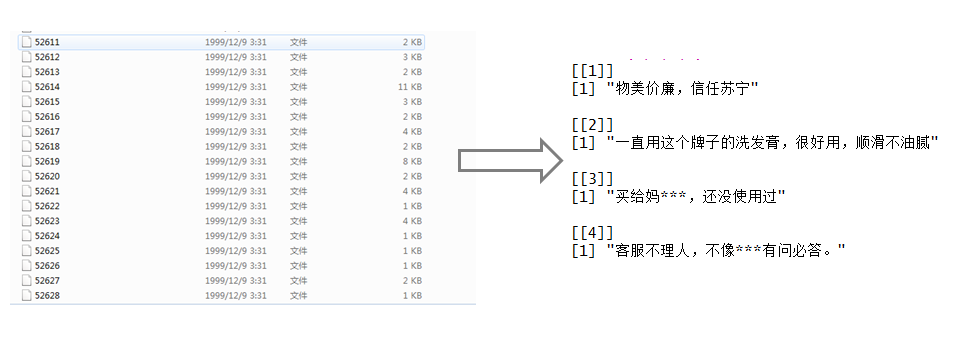 52611 1999/12/9 3:31 文件 2 KB
52612 1999/12/9 3:31 文件 3 KB
52613 1999/12/9 3:31 文件 2 KB
52614 1999/12/9 3:31 文件 11 KB
52615 1999/12/9 3:31 文件 3 KB
52616 1999/12/9 3:31 文件 2 KB
52617 1999/12/9 3:31 文件 4 KB
52618 1999/12/9 3:31 文件 2 KB
52619 1999/12/9 3:31 文件 8 KB
52620 1999/12/9 3:31 文件 2 KB
52621 1999/12/9 3:31 文件 4 KB
52622 1999/12/9 3:31 文件 1 KB
52623 1999/12/9 3:31 文件 4 KB
52624 1999/12/9 3:31 文件 1 KB
52625 1999/12/9 3:31 文件 1 KB
52626 1999/12/9 3:31 文件 1 KB
52627 1999/12/9 3:31 文件 2 KB
52628 1999/12/9 3:31 文件 1 KB
[[1]]
[1] "物美价廉，信任苏宁"
[[2]]
[1] "一直用这个牌子的洗发膏，很好用，顺滑不油腻"
[[3]]
[1] "买给妈***，还没使用过"
[[4]]
[1] "客服不理人，不像***有问必答。"